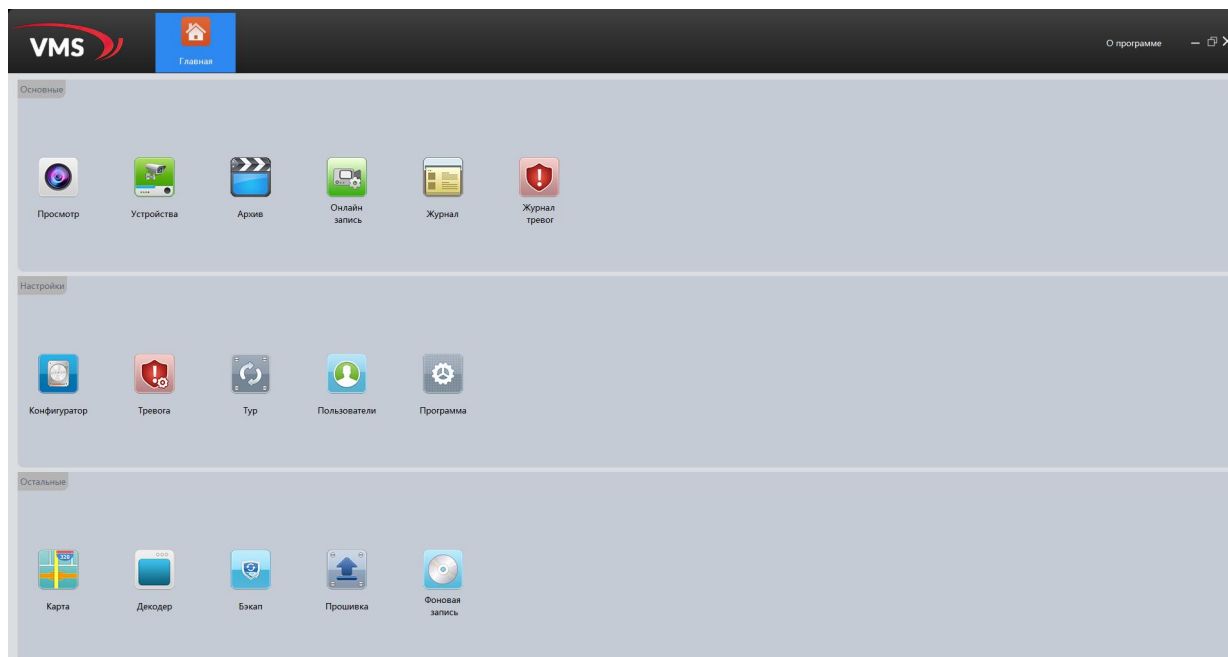 VMS
Главная
О программе
Основные
Просмотр
Устройства
Архив
Онлайн
запись
Журнал
Журнал
тревог
Настройки
Конфигуратор
Тревога
Тур
Пользователи
Программа
Остальные
320
Карта
Декодер
Бэкап
Прошивка
Фоновая
запись